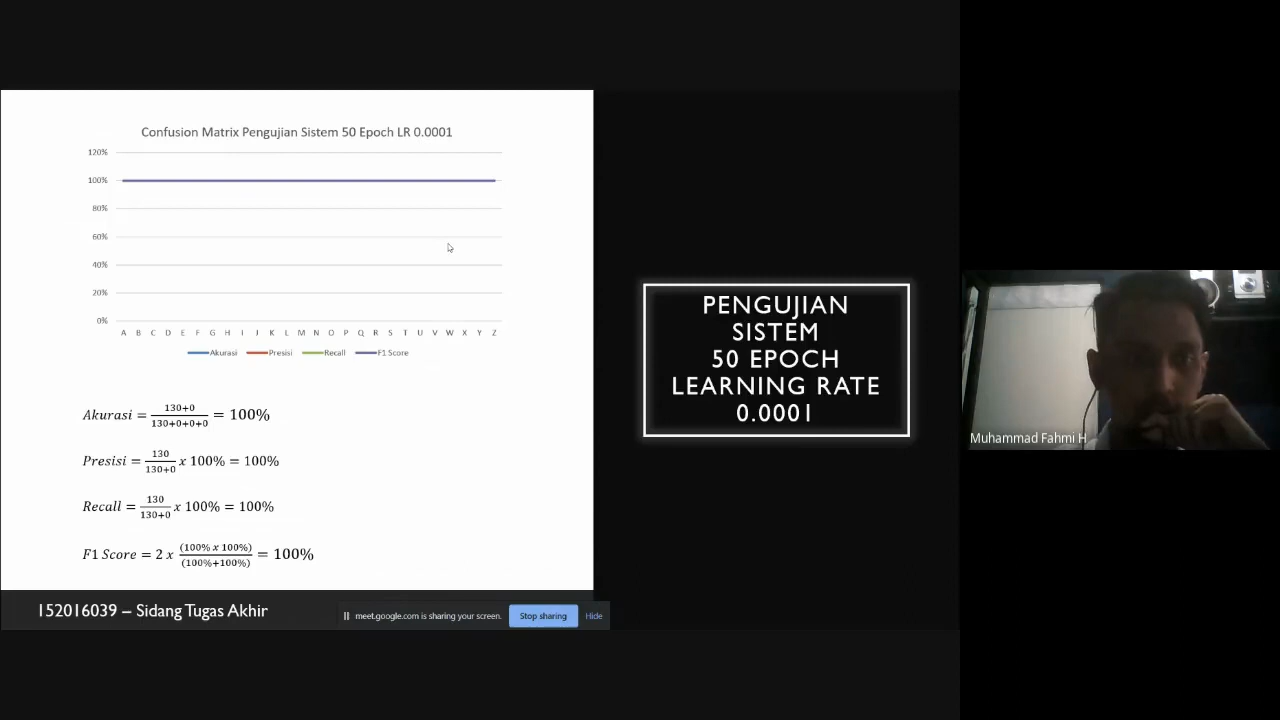 Confusion Matrix Pengujian Sistem 50 Epoch LR 0.0001
120%
100%
80%
60%
40%
20%
0%
A B C D E F G H I J K L M N O P Q R S T U V W X Y Z
Akurasi Presisi Recall F1 Score
Akurasi = 130+0 / 130+0+0+0 = 100%
Presisi = 130 / 130+0 x 100% = 100%
Recall = 130 / 130+0 x 100% = 100%
F1 Score = 2 x (100% x 100%) / (100%+100%) = 100%
152016039 – Sidang Tugas Akhir
meet.google.com is sharing your screen.
Stop sharing
Hide
PENGUJIAN
SISTEM
50 EPOCH
LEARNING RATE
0.0001
Muhammad Fahmi H